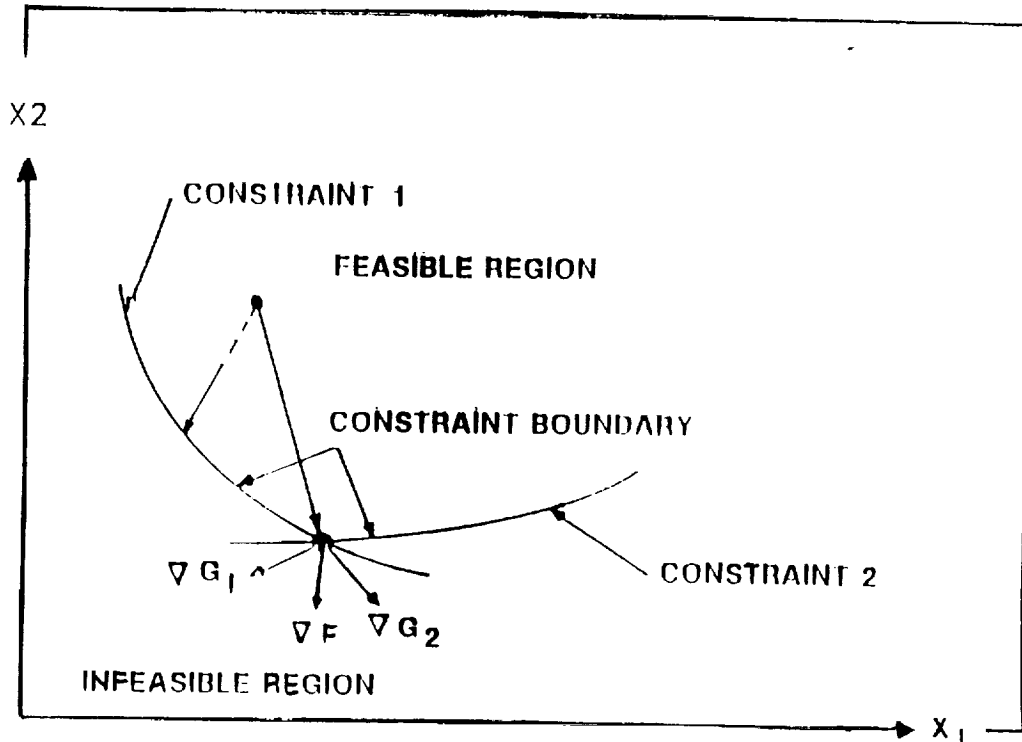 X2
CONSTRAINT 1
FEASIBLE REGION
CONSTRAINT BOUNDARY
∇ G₁
CONSTRAINT 2
∇ F
∇ G₂
INFEASIBLE REGION
X₁